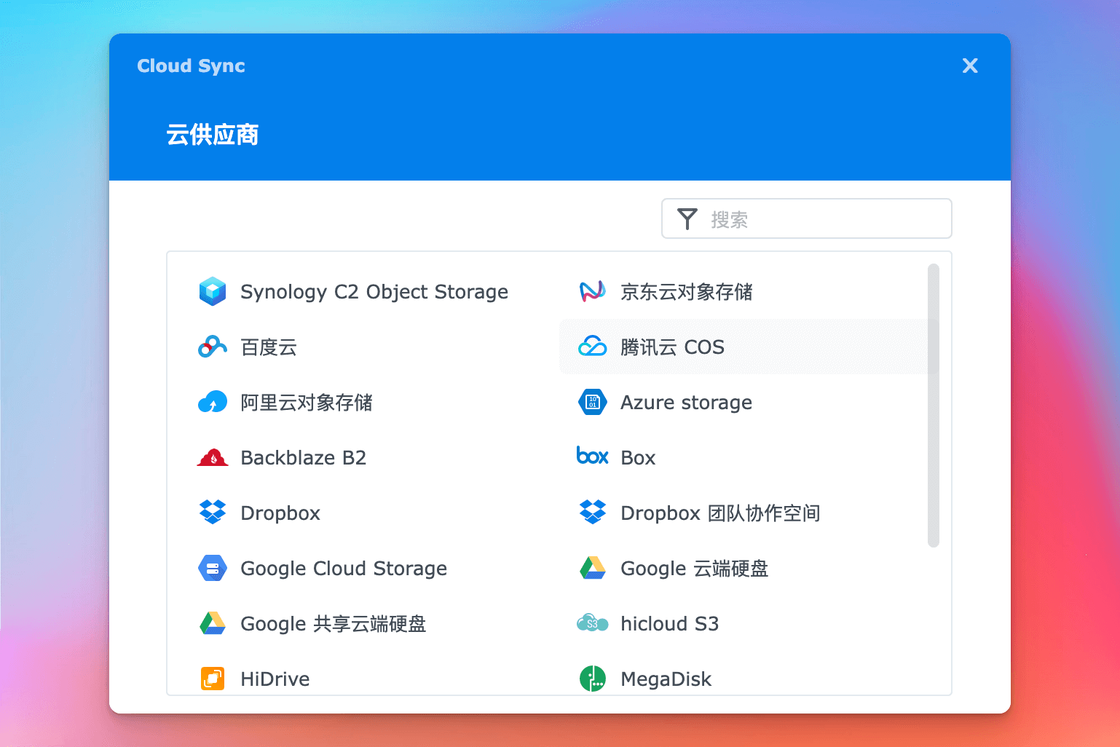 Cloud Sync
云供应商
搜索
Synology C2 Object Storage
京东云对象存储
百度云
腾讯云 COS
阿里云对象存储
Azure storage
Backblaze B2
box Box
Dropbox
Dropbox 团队协作空间
Google Cloud Storage
Google 云端硬盘
Google 共享云端硬盘
S3 hicloud S3
HiDrive
MegaDisk